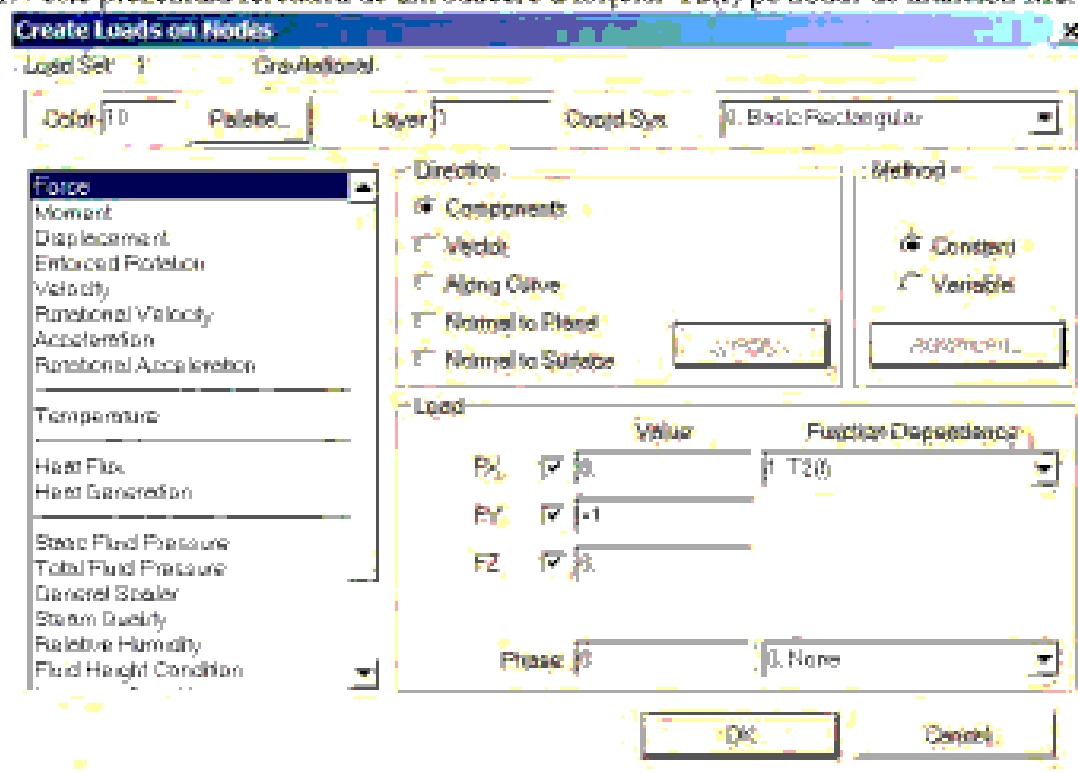 Create Loads on Nodes
Load Set 1 Gravitational
Color 10 Palette... Layer 1 Coord Sys 0. Basic Rectangular
Force
Moment
Displacement
Enforced Rotation
Velocity
Rotational Velocity
Acceleration
Rotational Acceleration
Temperature
Heat Flux
Heat Generation
Static Fluid Pressure
Total Fluid Pressure
General Scalar
Steam Quality
Relative Humidity
Fluid Height Condition
Direction
Components
Vector
Along Curve
Normal to Plane
Normal to Surface
Specify...
Method
Constant
Variable
Advanced...
Load
Value Function Dependence
FX 0. 1. T2(t)
FY -1
FZ 0.
Phase 0 0. None
OK Cancel